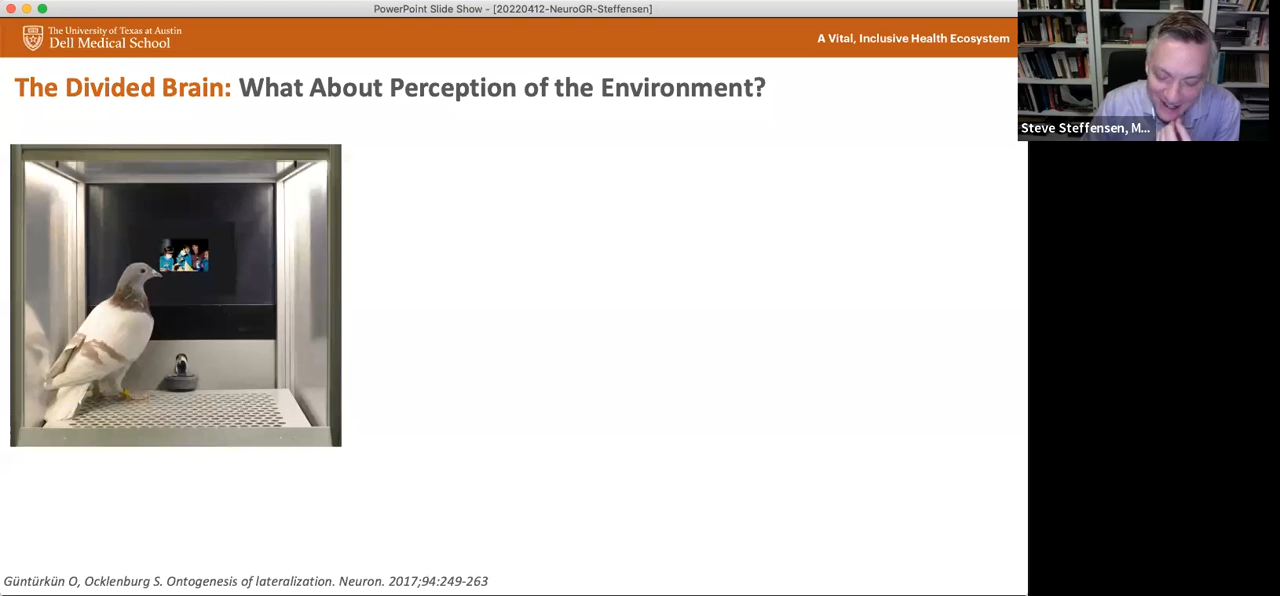 PowerPoint Slide Show - [20220412-NeuroGR-Steffensen]
The University of Texas at Austin
Dell Medical School
A Vital, Inclusive Health Ecosystem
The Divided Brain: What About Perception of the Environment?
Steve Steffensen, M...
Güntürkün O, Ocklenburg S. Ontogenesis of lateralization. Neuron. 2017;94:249-263